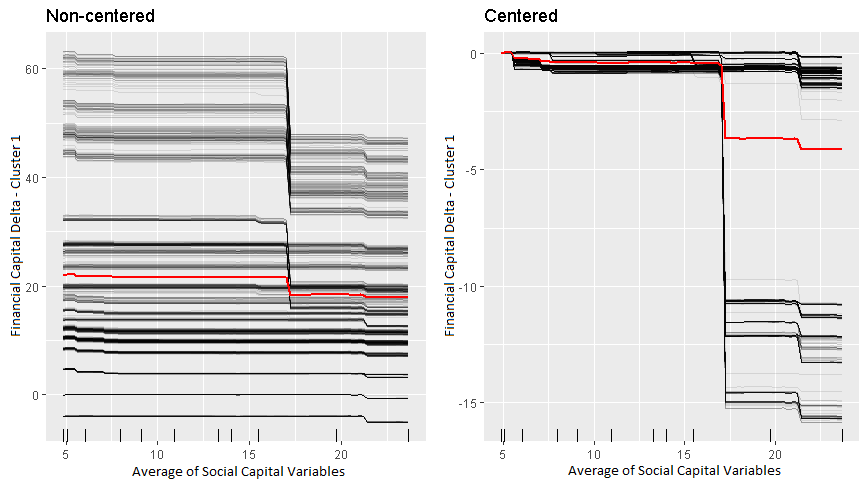 Non-centered
Financial Capital Delta - Cluster 1
60
40
20
0
5
10
15
20
Average of Social Capital Variables
Centered
Financial Capital Delta - Cluster 1
0
-5
-10
-15
5
10
15
20
Average of Social Capital Variables